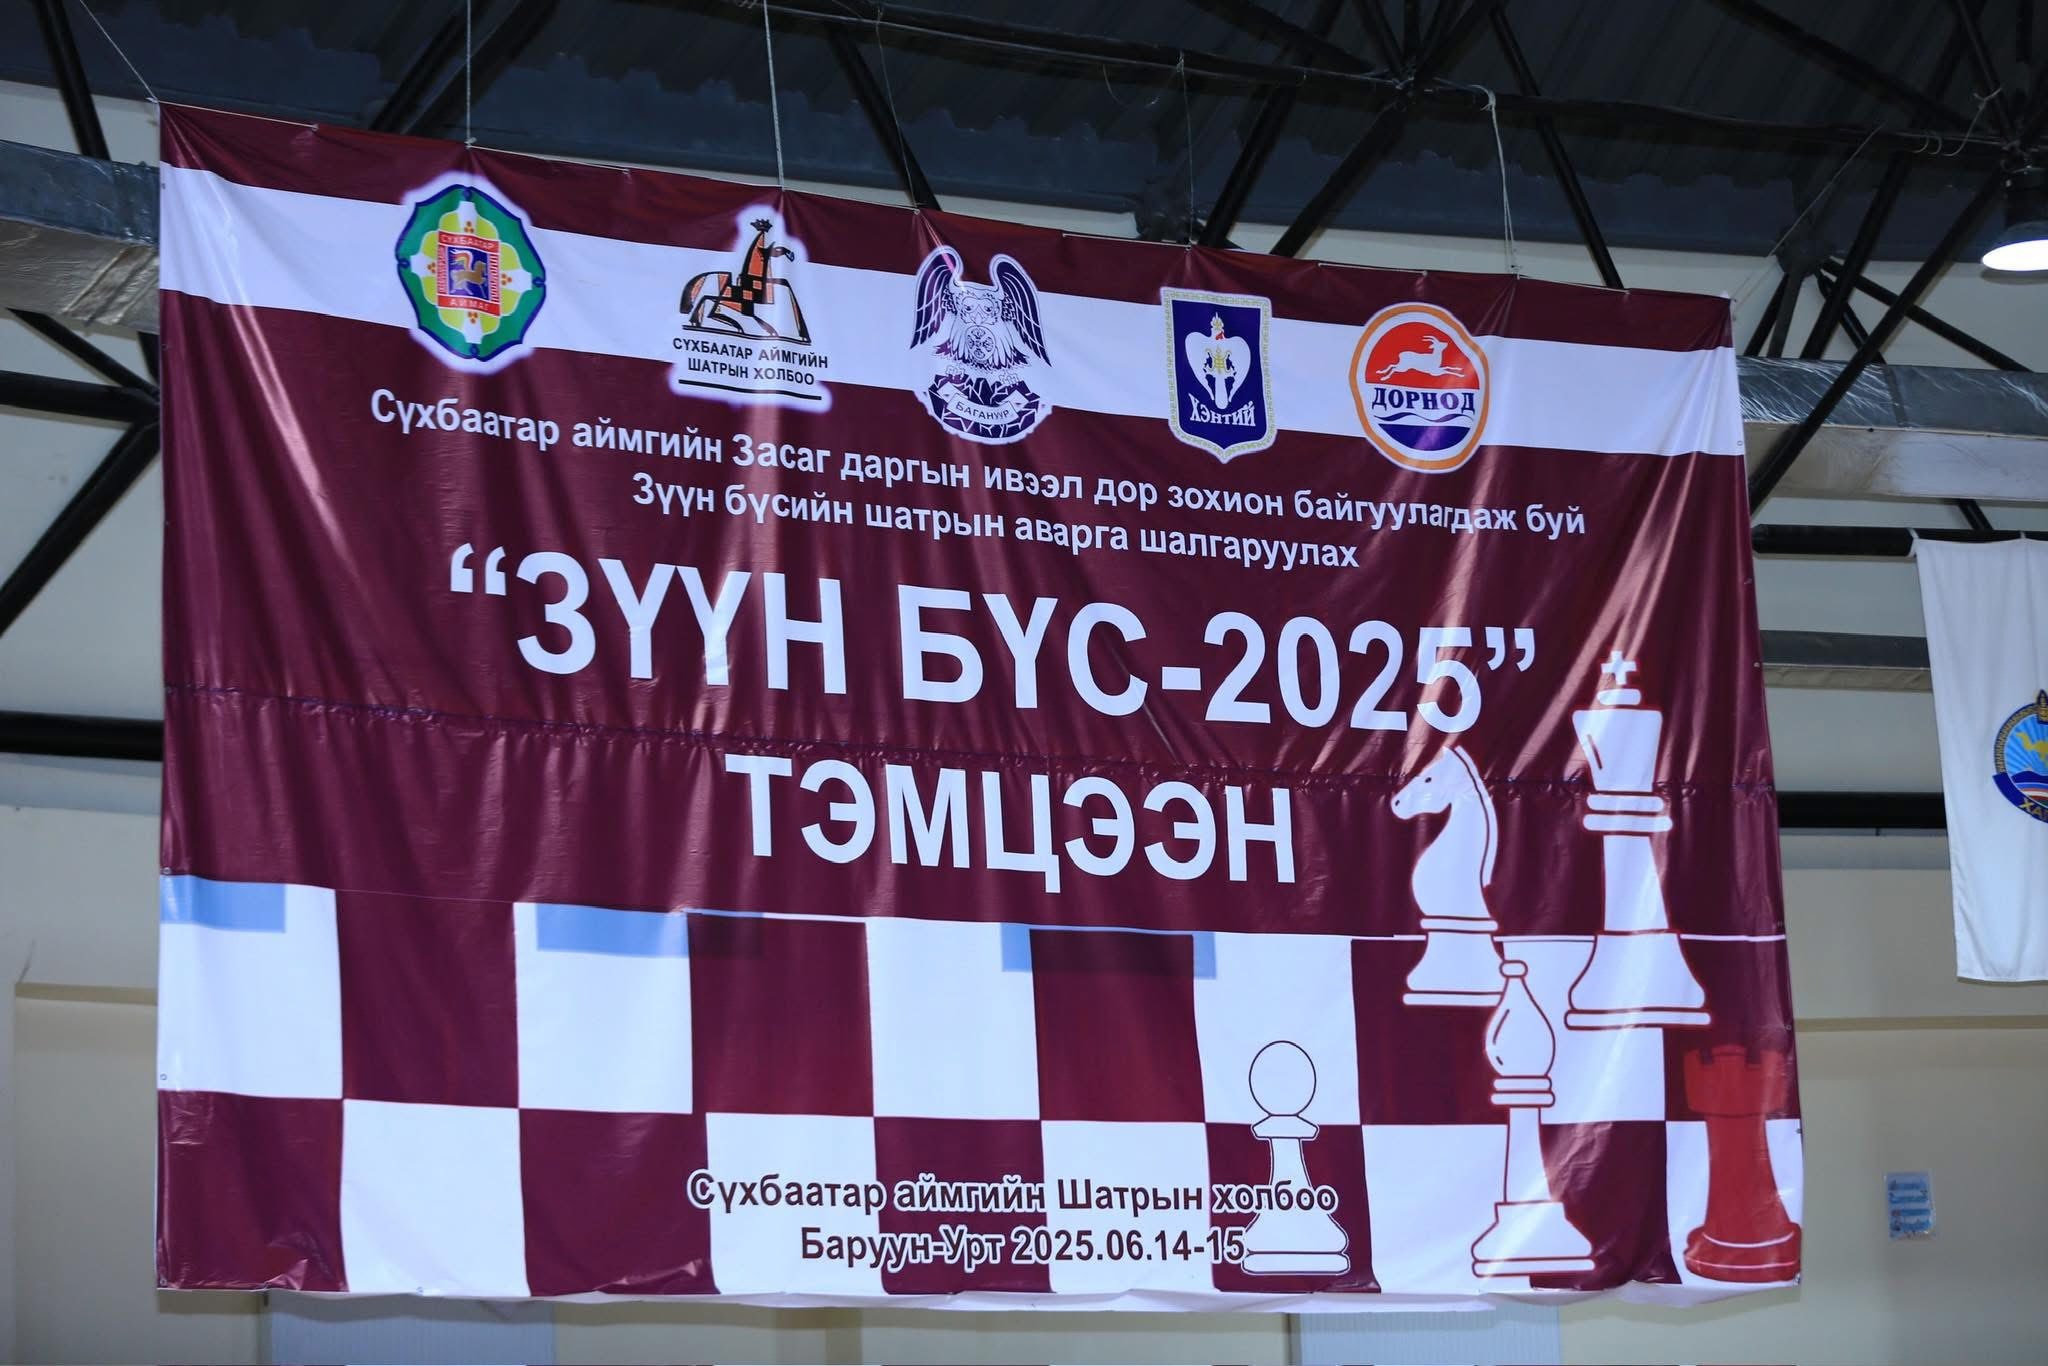 СҮХБААТАР
АЙМАГ
СҮХБААТАР АЙМГИЙН
ШАТРЫН ХОЛБОО
БАГАНУУР
ХЭНТИЙ
ДОРНОД
Сүхбаатар аймгийн Засаг даргын ивээл дор зохион байгуулагдаж буй
Зүүн бүсийн шатрын аварга шалгаруулах
“ЗҮҮН БҮС-2025”
ТЭМЦЭЭН
Сүхбаатар аймгийн Шатрын холбоо
Баруун-Урт 2025.06.14-15